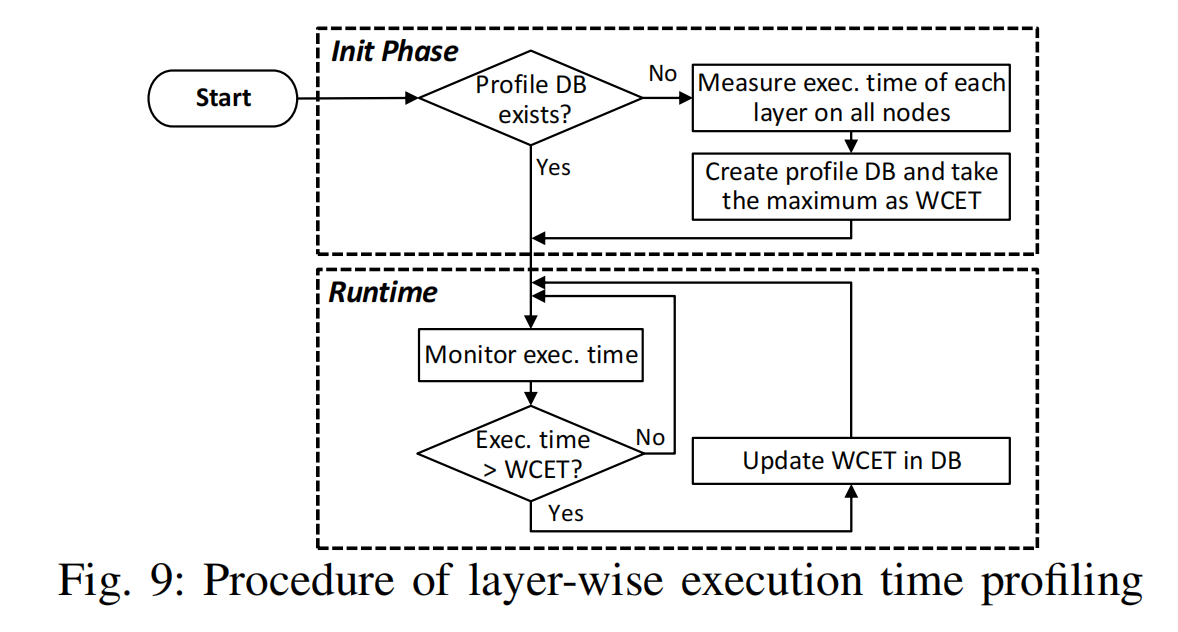 Init Phase
Start
Profile DB
exists?
No
Measure exec. time of each
layer on all nodes
Yes
Create profile DB and take
the maximum as WCET
Runtime
Monitor exec. time
Exec. time
> WCET?
No
Update WCET in DB
Yes
Fig. 9: Procedure of layer-wise execution time profiling